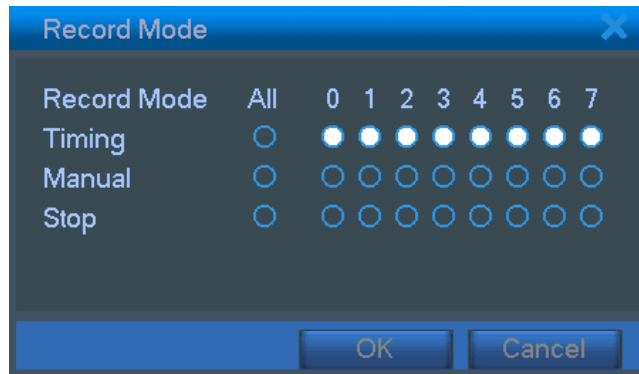 Record Mode
Record Mode All 0 1 2 3 4 5 6 7
Timing
Manual
Stop
OK Cancel